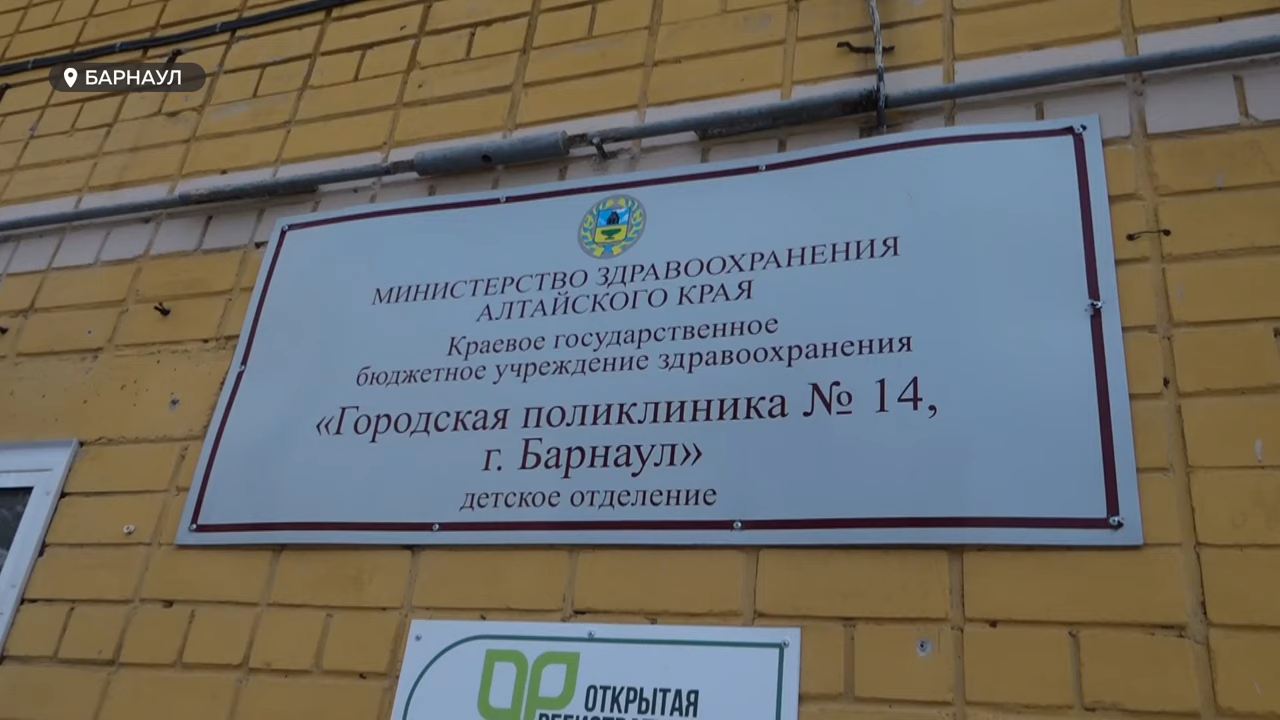 БАРНАУЛ
МИНИСТЕРСТВО ЗДРАВООХРАНЕНИЯ
АЛТАЙСКОГО КРАЯ
Краевое государственное
бюджетное учреждение здравоохранения
«Городская поликлиника № 14,
г. Барнаул»
детское отделение
ОТКРЫТАЯ